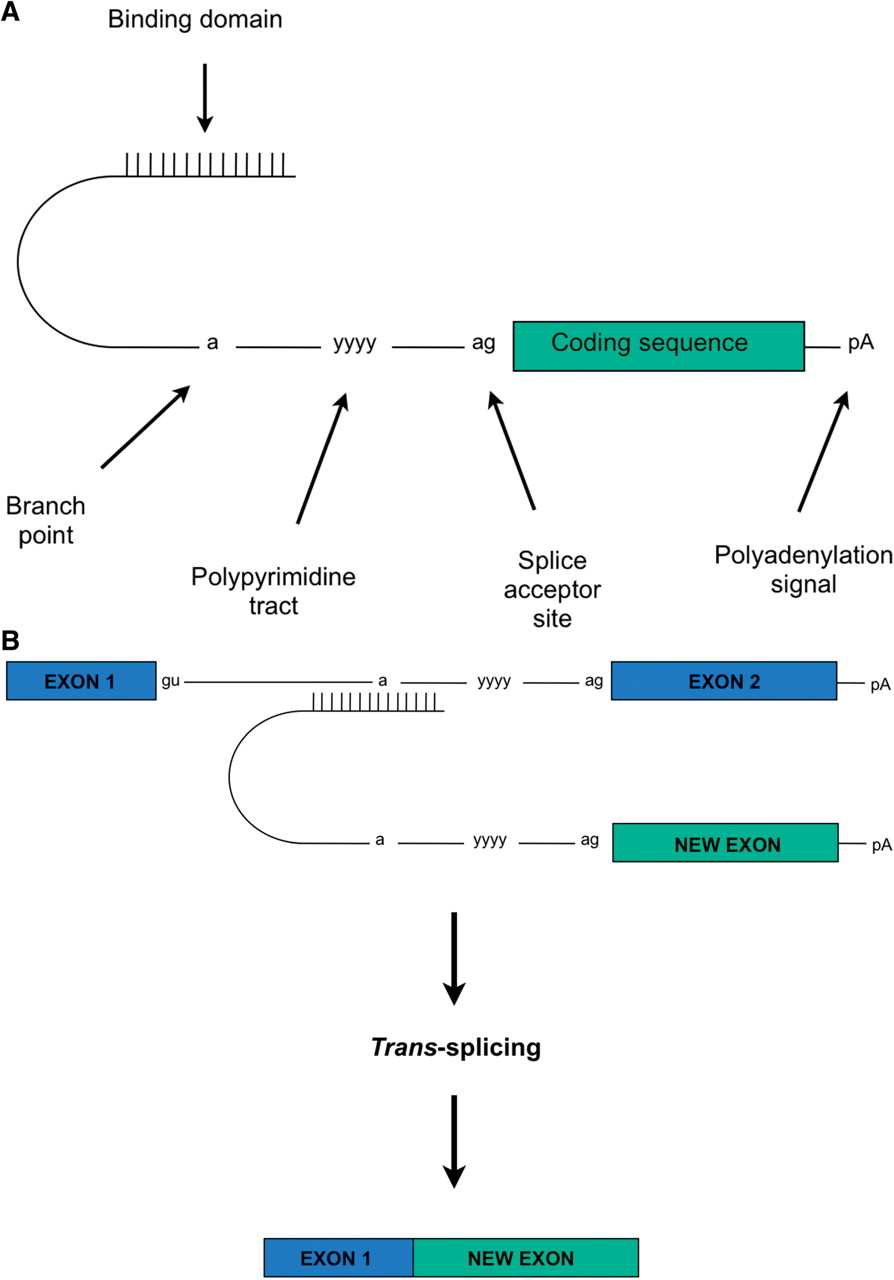 A
Binding domain
a yyyy ag Coding sequence pA
Branch
point
Polypyrimidine
tract
Splice
acceptor
site
Polyadenylation
signal
B
EXON 1 gu a yyyy ag EXON 2 pA
a yyyy ag NEW EXON pA
Trans-splicing
EXON 1 NEW EXON